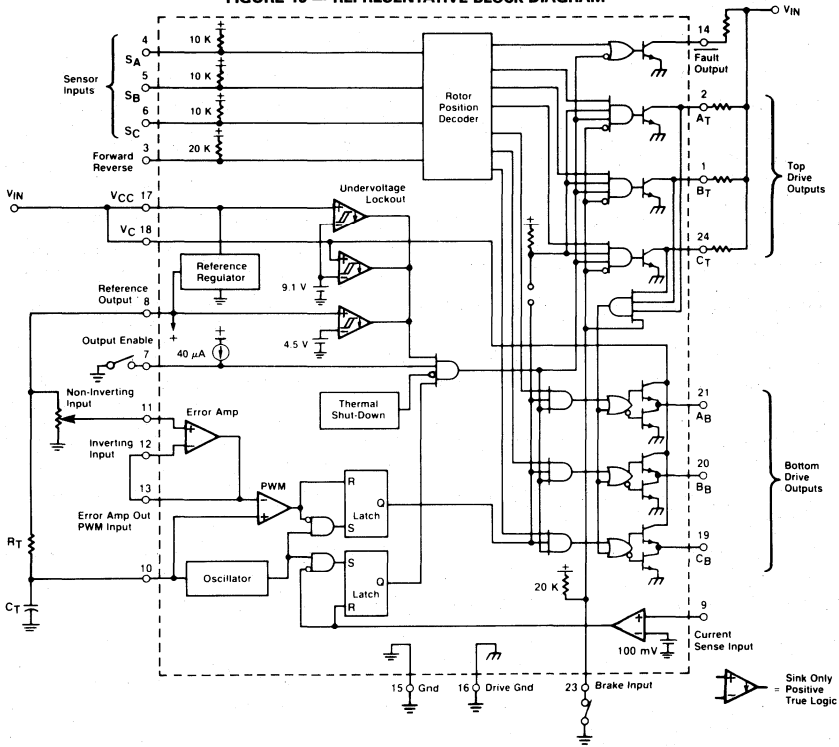 FIGURE 16 — REPRESENTATIVE BLOCK DIAGRAM
VIN
14
Fault
Output
4
SA
10 K
5
SB
10 K
6
SC
10 K
3
20 K
Sensor
Inputs
Forward
Reverse
Rotor
Position
Decoder
2
AT
1
BT
24
CT
Top
Drive
Outputs
VIN
VCC 17
VC 18
Undervoltage
Lockout
Reference
Regulator
9.1 V
4.5 V
Reference
Output
8
Output Enable
7
40 µA
Non-Inverting
Input
11
Error Amp
Inverting
Input
12
13
Error Amp Out
PWM Input
PWM
Thermal
Shut-Down
R
Q
Latch
S
S
Q
Latch
R
Oscillator
RT
10
CT
21
AB
20
BB
19
CB
Bottom
Drive
Outputs
20 K
9
Current
Sense Input
100 mV
15 Gnd
16 Drive Gnd
23 Brake Input
= Sink Only
Positive
True Logic